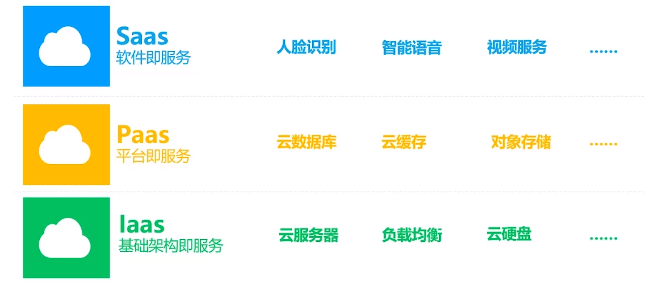 Saas
软件即服务
人脸识别 智能语音 视频服务 ......
Paas
平台即服务
云数据库 云缓存 对象存储 ......
Iaas
基础架构即服务
云服务器 负载均衡 云硬盘 ......